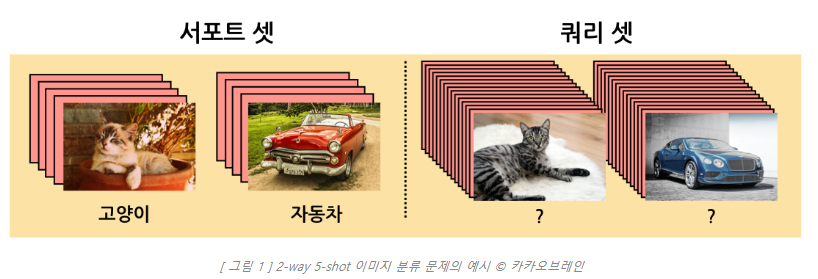 서포트 셋
쿼리 셋
고양이
자동차
?
?
[ 그림 1 ] 2-way 5-shot 이미지 분류 문제의 예시 © 카카오브레인